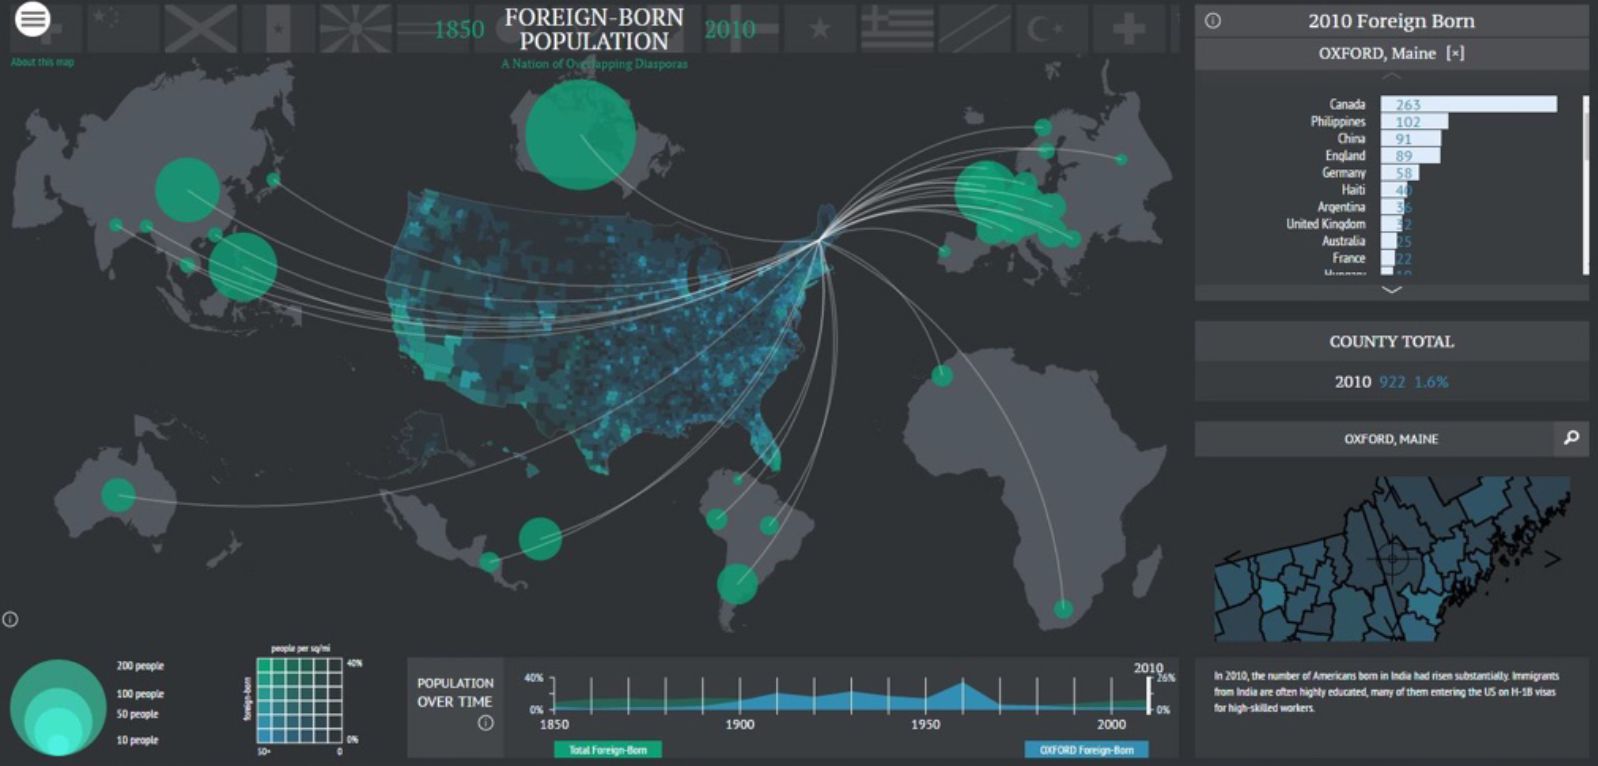 1850
FOREIGN-BORN
POPULATION
2010
A Nation of Overlapping Diasporas
About this map
2010 Foreign Born
OXFORD, Maine [×]
Canada 263
Philippines 102
China 91
England 89
Germany 58
Haiti 40
Argentina 36
United Kingdom
Australia 25
France 22
COUNTY TOTAL
2010 922 1.6%
OXFORD, MAINE
200 people
100 people
50 people
10 people
people per sq/mi
40%
foreign-born
0%
50+ 0
POPULATION
OVER TIME
2010
40% 26%
0% 0%
1850 1900 1950 2000
Total Foreign-Born
OXFORD Foreign-Born
In 2010, the number of Americans born in India had risen substantially. Immigrants
from India are often highly educated, many of them entering the US on H-1B visas
for high-skilled workers.